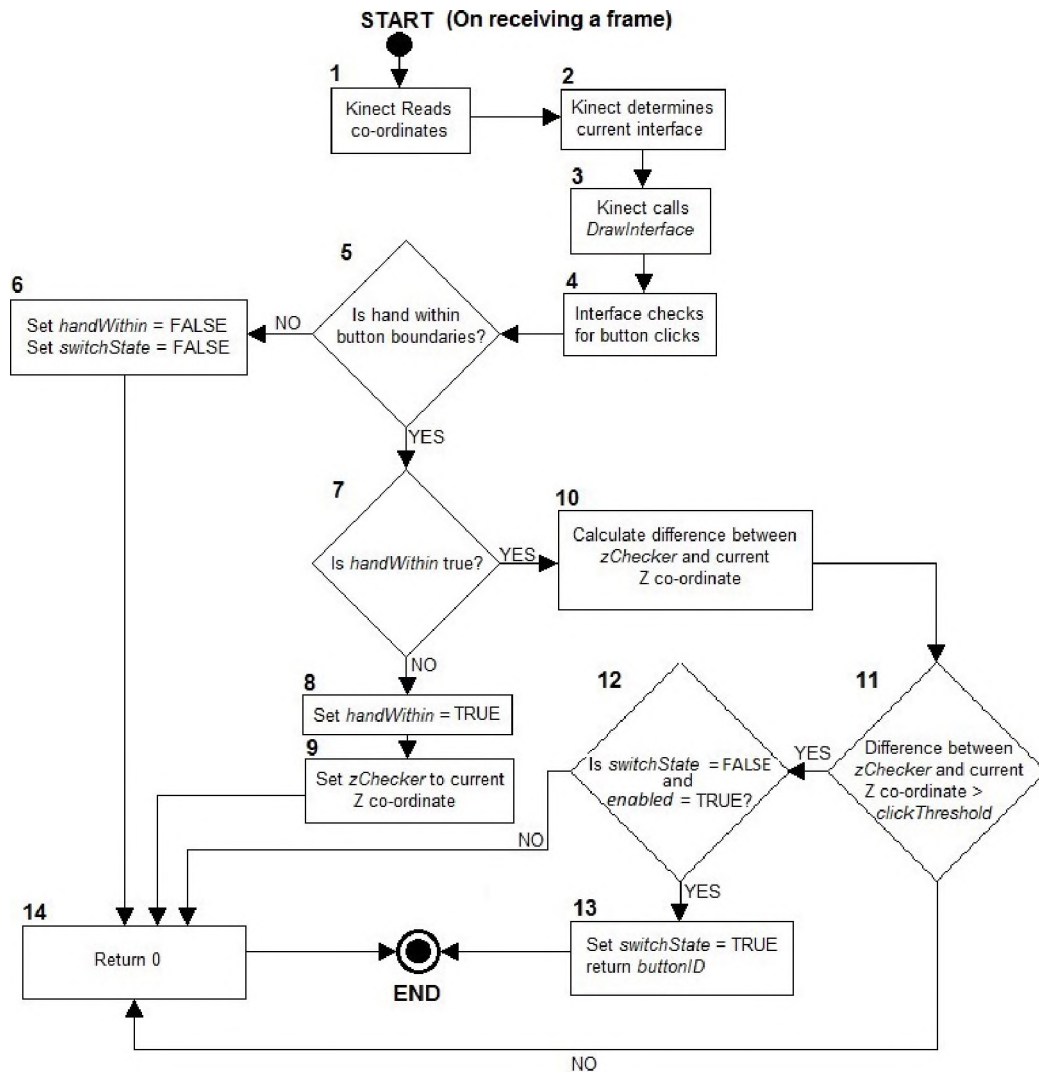 START (On receiving a frame)
1
Kinect Reads
co-ordinates
2
Kinect determines
current interface
3
Kinect calls
DrawInterface
4
Interface checks
for button clicks
5
Is hand within
button boundaries?
NO
YES
6
Set handWithin = FALSE
Set switchState = FALSE
7
Is handWithin true?
YES
NO
8
Set handWithin = TRUE
9
Set zChecker to current
Z co-ordinate
10
Calculate difference between
zChecker and current
Z co-ordinate
11
Difference between
zChecker and current
Z co-ordinate >
clickThreshold
YES
NO
12
Is switchState = FALSE
and
enabled = TRUE?
NO
YES
13
Set switchState = TRUE
return buttonID
14
Return 0
END